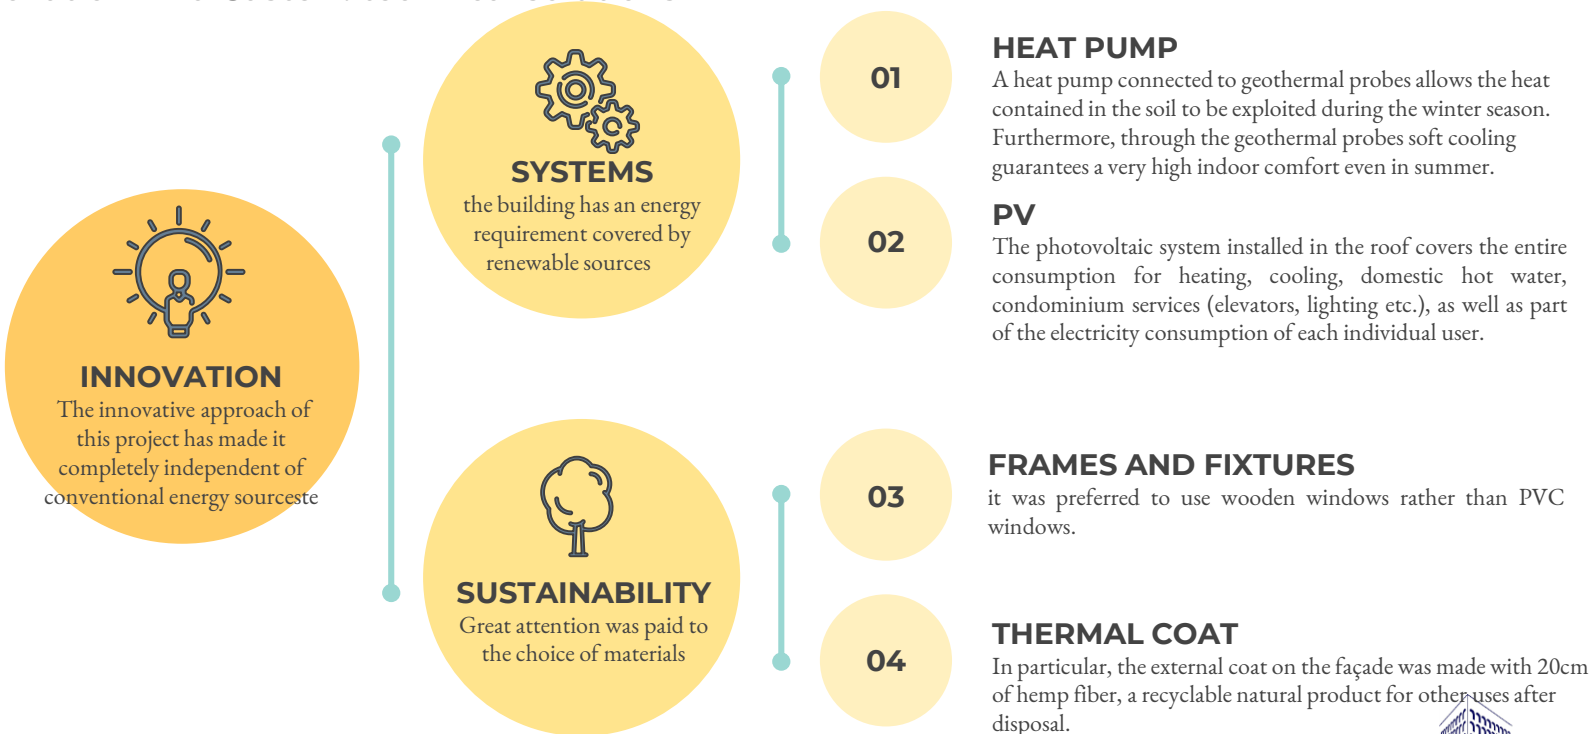 INNOVATION
The innovative approach of
this project has made it
completely independent of
conventional energy sourceste
SYSTEMS
the building has an energy
requirement covered by
renewable sources
01
HEAT PUMP
A heat pump connected to geothermal probes allows the heat
contained in the soil to be exploited during the winter season.
Furthermore, through the geothermal probes soft cooling
guarantees a very high indoor comfort even in summer.
02
PV
The photovoltaic system installed in the roof covers the entire
consumption for heating, cooling, domestic hot water,
condominium services (elevators, lighting etc.), as well as part
of the electricity consumption of each individual user.
SUSTAINABILITY
Great attention was paid to
the choice of materials
03
FRAMES AND FIXTURES
it was preferred to use wooden windows rather than PVC
windows.
04
THERMAL COAT
In particular, the external coat on the façade was made with 20cm
of hemp fiber, a recyclable natural product for other uses after
disposal.